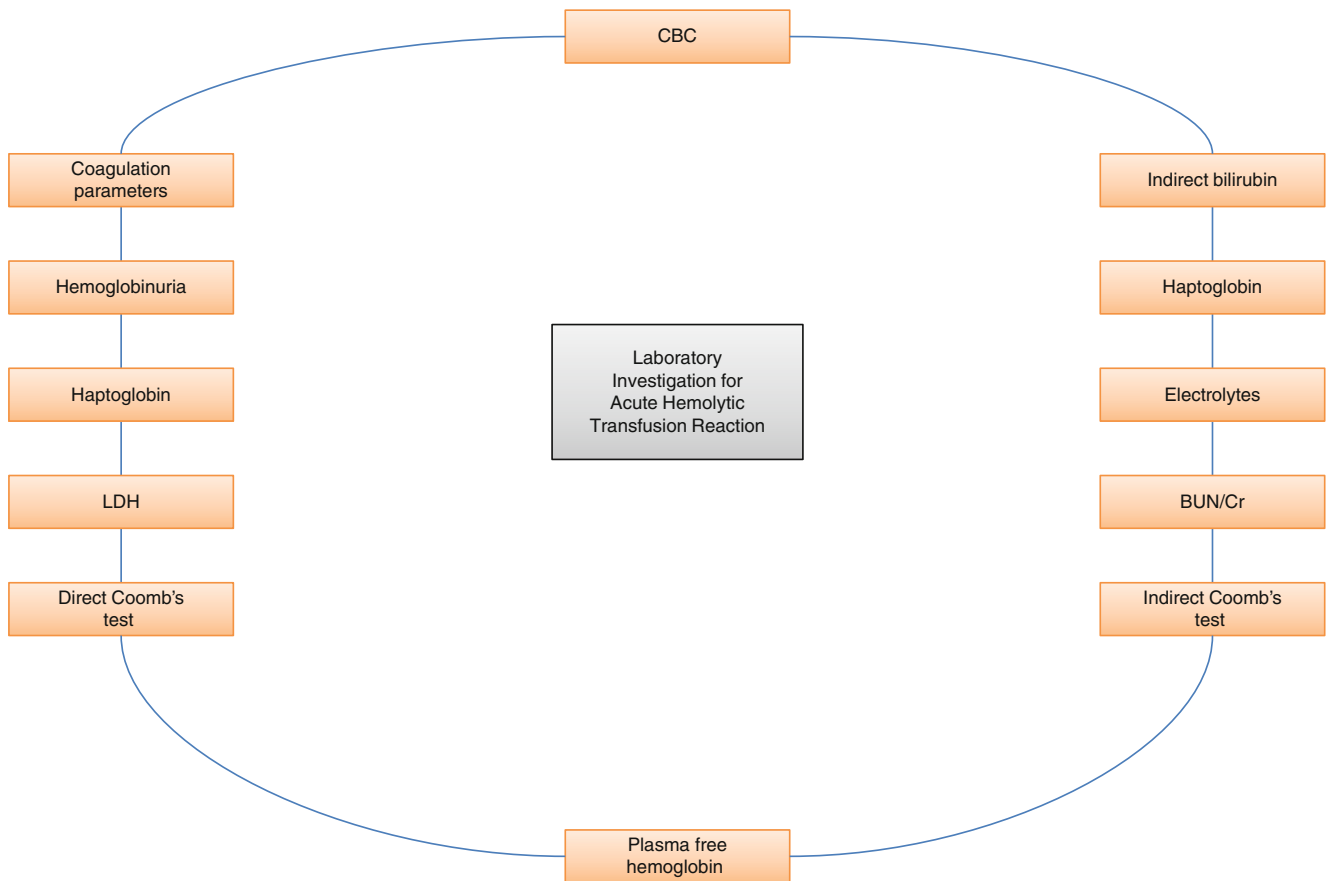 CBC
Coagulation
parameters
Indirect bilirubin
Hemoglobinuria
Haptoglobin
Laboratory
Investigation for
Acute Hemolytic
Transfusion Reaction
Haptoglobin
Electrolytes
LDH
BUN/Cr
Direct Coomb's
test
Indirect Coomb's
test
Plasma free
hemoglobin